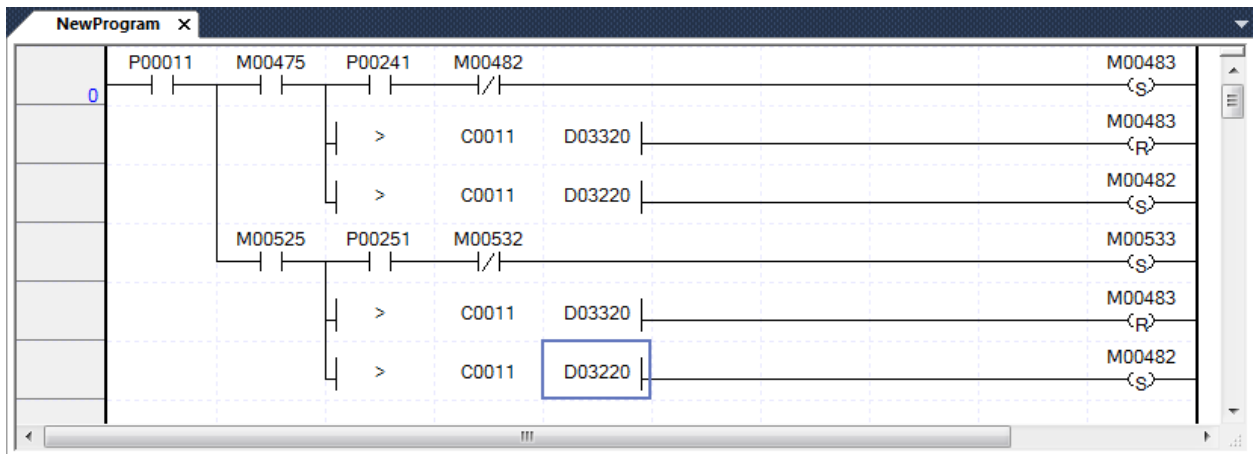 NewProgram X
P00011 M00475 P00241 M00482 M00483
0 S
M00483
> C0011 D03320 R
M00482
> C0011 D03220 S
M00525 P00251 M00532 M00533
S
M00483
> C0011 D03320 R
M00482
> C0011 D03220 S